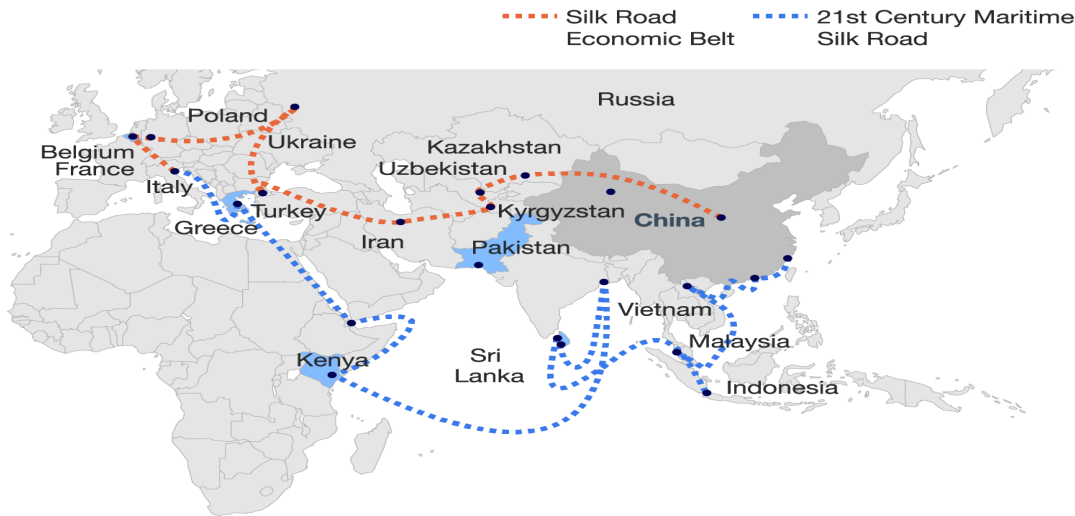 Silk Road
Economic Belt
21st Century Maritime
Silk Road
Russia
Poland
Ukraine
Belgium
France
Kazakhstan
Uzbekistan
Italy
Turkey
Kyrgyzstan
China
Greece
Iran
Pakistan
Vietnam
Malaysia
Kenya
Sri
Lanka
Indonesia